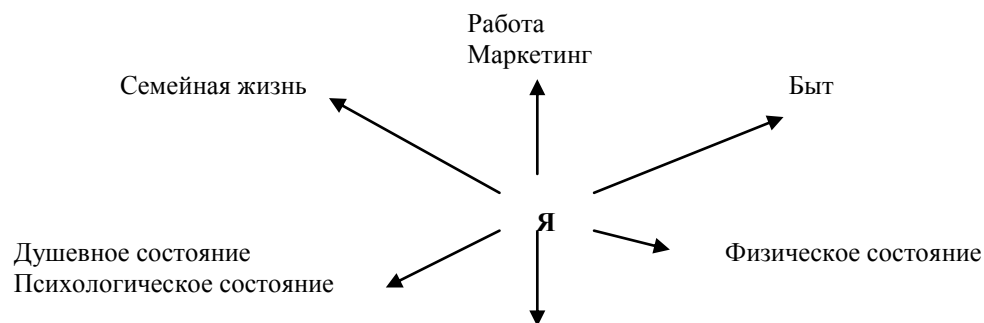 Работа
Маркетинг
Семейная жизнь
Быт
Я
Душевное состояние
Психологическое состояние
Физическое состояние